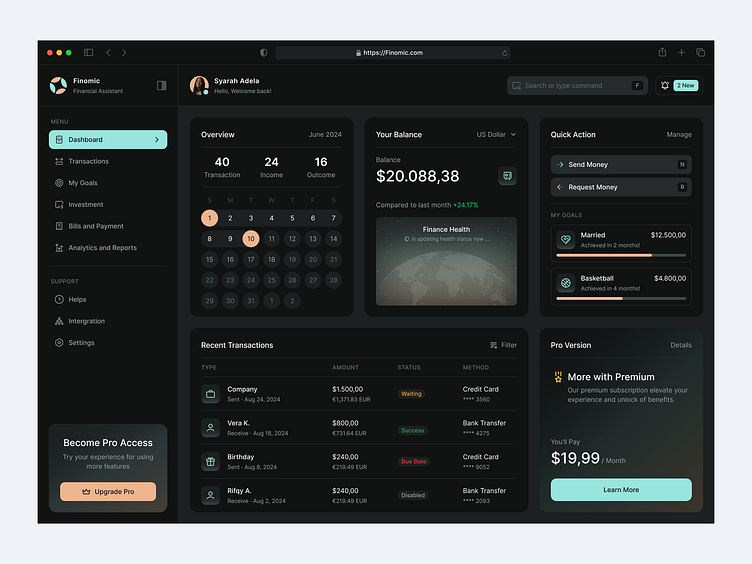 https://Finomic.com
Finomic
Financial Assistant
MENU
Dashboard
Transactions
My Goals
Investment
Bills and Payment
Analytics and Reports
SUPPORT
Helps
Intergration
Settings
Become Pro Access
Try your experience for using
more features
Upgrade Pro
Syarah Adela
Hello, Welcome back!
Search or type command
F
2 New
Overview
June 2024
40 24 16
Transaction Income Outcome
S M T W T F S
1 2 3 4 5 6 7
8 9 10 11 12 13 14
15 16 17 18 19 20 21
22 23 24 25 26 27 28
29 30 31 1 2
Your Balance
US Dollar
Balance
$20.088,38
Compared to last month +24.17%
Finance Health
Is updating health status now ...
Quick Action
Manage
Send Money
N
Request Money
R
MY GOALS
Married $12.500,00
Achieved in 2 months!
Basketball $4.800,00
Achieved in 4 months!
Recent Transactions
Filter
TYPE AMOUNT STATUS METHOD
Company $1.500,00 Waiting Credit Card
Sent · Aug 24, 2024 €1,371.83 EUR **** 3560
Vera K. $800,00 Success Bank Transfer
Receive · Aug 18, 2024 €731.64 EUR **** 4275
Birthday $240,00 Due Date Credit Card
Sent · Aug 8, 2024 €219.49 EUR **** 9052
Rifqy A. $240,00 Disabled Bank Transfer
Receive · Aug 2, 2024 €219.49 EUR **** 2093
Pro Version
Details
More with Premium
Our premium subscription elevate your
experience and unlock of benefits.
You'll Pay
$19,99 / Month
Learn More